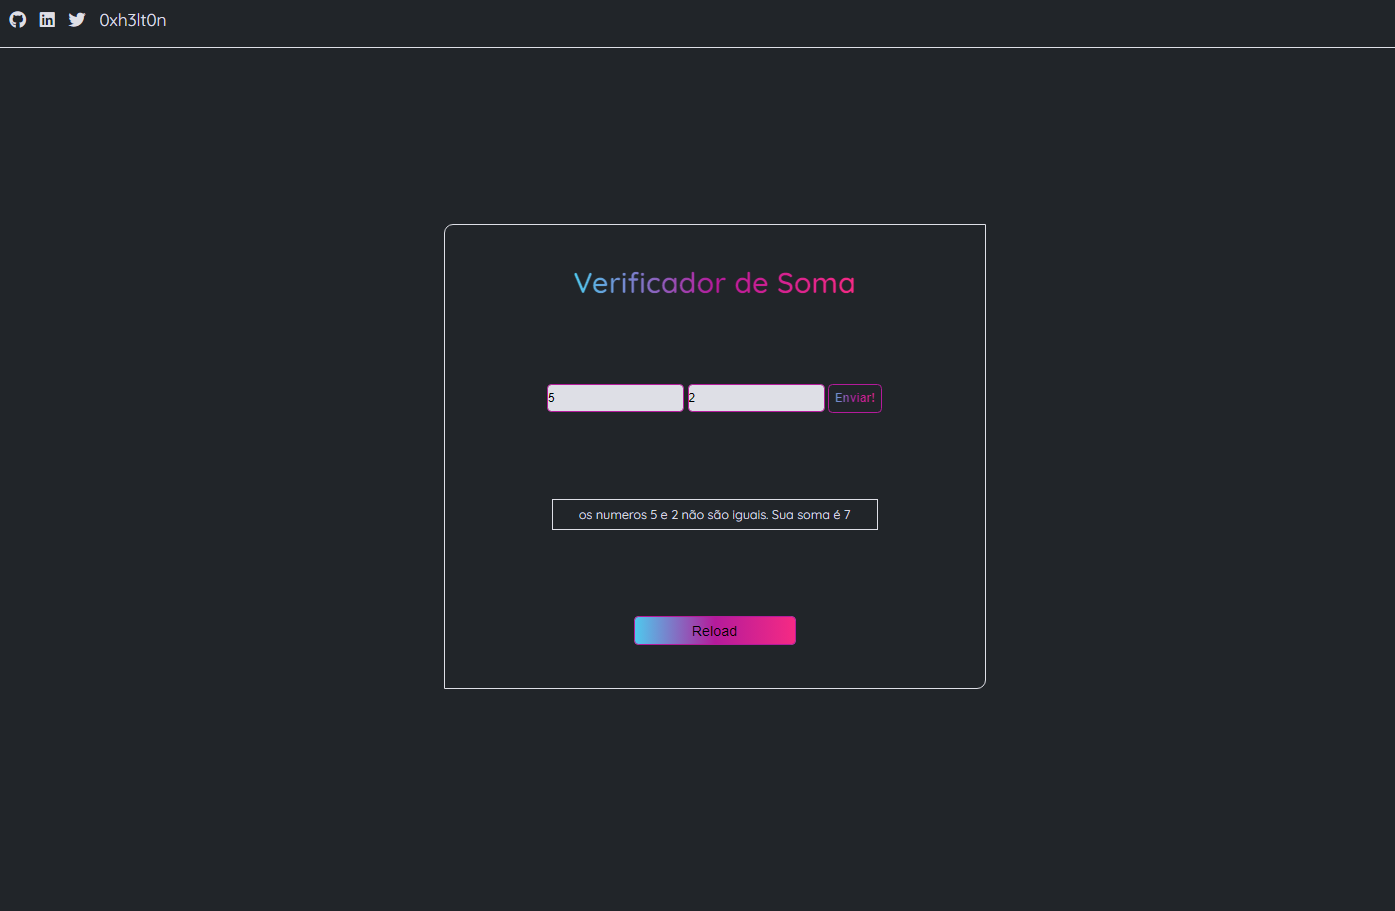 0xh3lt0n
Verificador de Soma
5 2 Enviar!
os numeros 5 e 2 não são iguais. Sua soma é 7
Reload